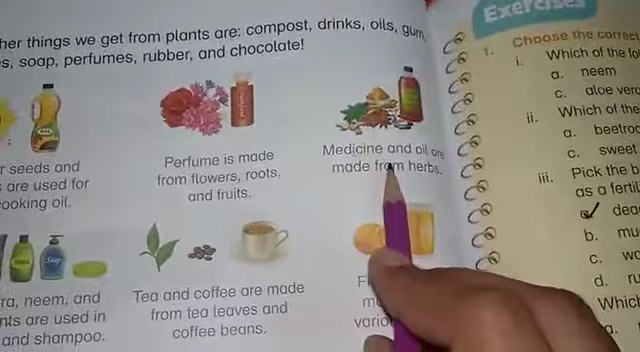 her things we get from plants are: compost, drinks, oils, gum,
s, soap, perfumes, rubber, and chocolate!
r seeds and
s are used for
ooking oil.
Perfume is made
from flowers, roots,
and fruits.
Medicine and oil are
made from herbs.
ra, neem, and
nts are used in
and shampoo.
Tea and coffee are made
from tea leaves and
coffee beans.
Exercises
1. Choose the correct
i. Which of the fo
a. neem
c. aloe vera
ii. Which of the
a. beetroo
c. sweet
iii. Pick the b
as a fertil
a. dea
b. mu
c. wo
d. ru
Which
a.